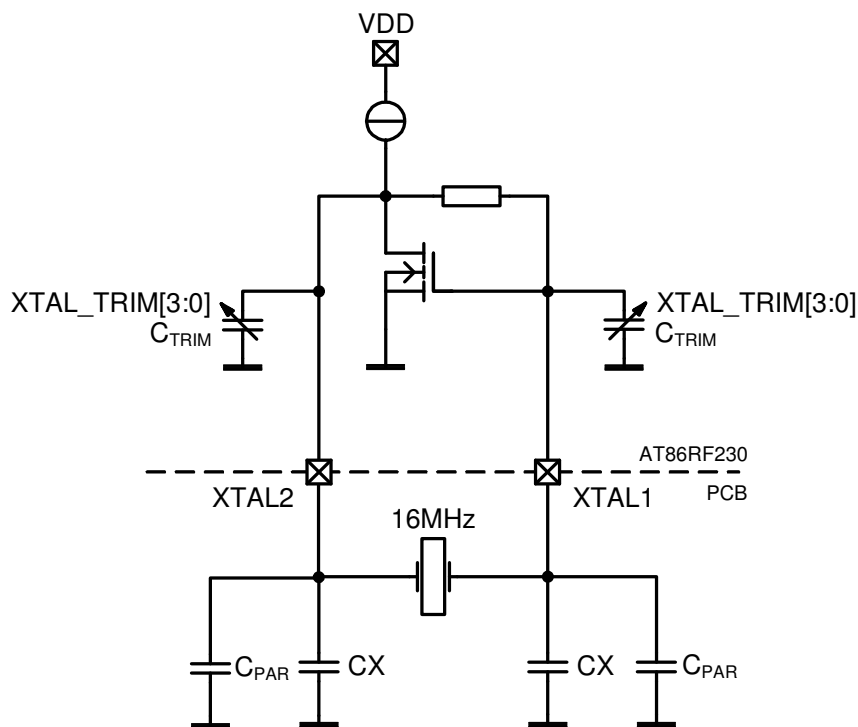 VDD
XTAL_TRIM[3:0]
CTRIM
XTAL_TRIM[3:0]
CTRIM
AT86RF230
XTAL2
XTAL1
PCB
16MHz
CPAR
CX
CX
CPAR